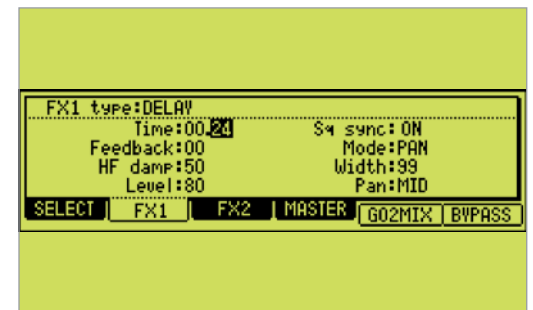 FX1 type:DELAY
Time:00.24 Sq sync:ON
Feedback:00 Mode:PAN
HF damp:50 Width:99
Level:80 Pan:MID
SELECT FX1 FX2 MASTER GO2MIX BYPASS